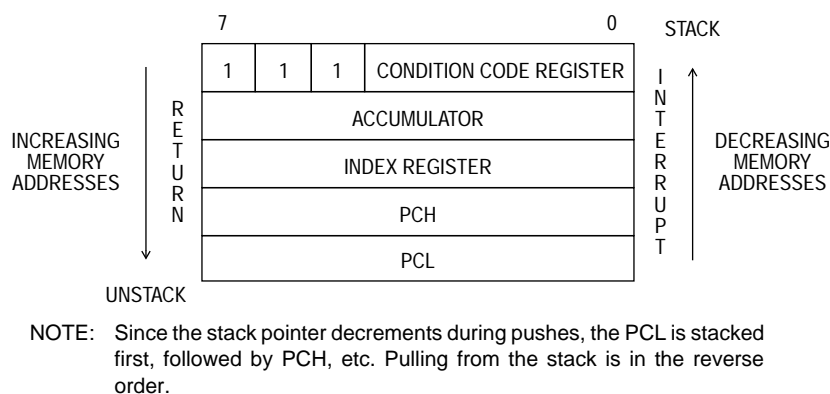 7 0 STACK
1 1 1 CONDITION CODE REGISTER
ACCUMULATOR
INDEX REGISTER
PCH
PCL
INCREASING
MEMORY
ADDRESSES
RETURN
INTERRUPT
DECREASING
MEMORY
ADDRESSES
UNSTACK
NOTE: Since the stack pointer decrements during pushes, the PCL is stacked
first, followed by PCH, etc. Pulling from the stack is in the reverse
order.